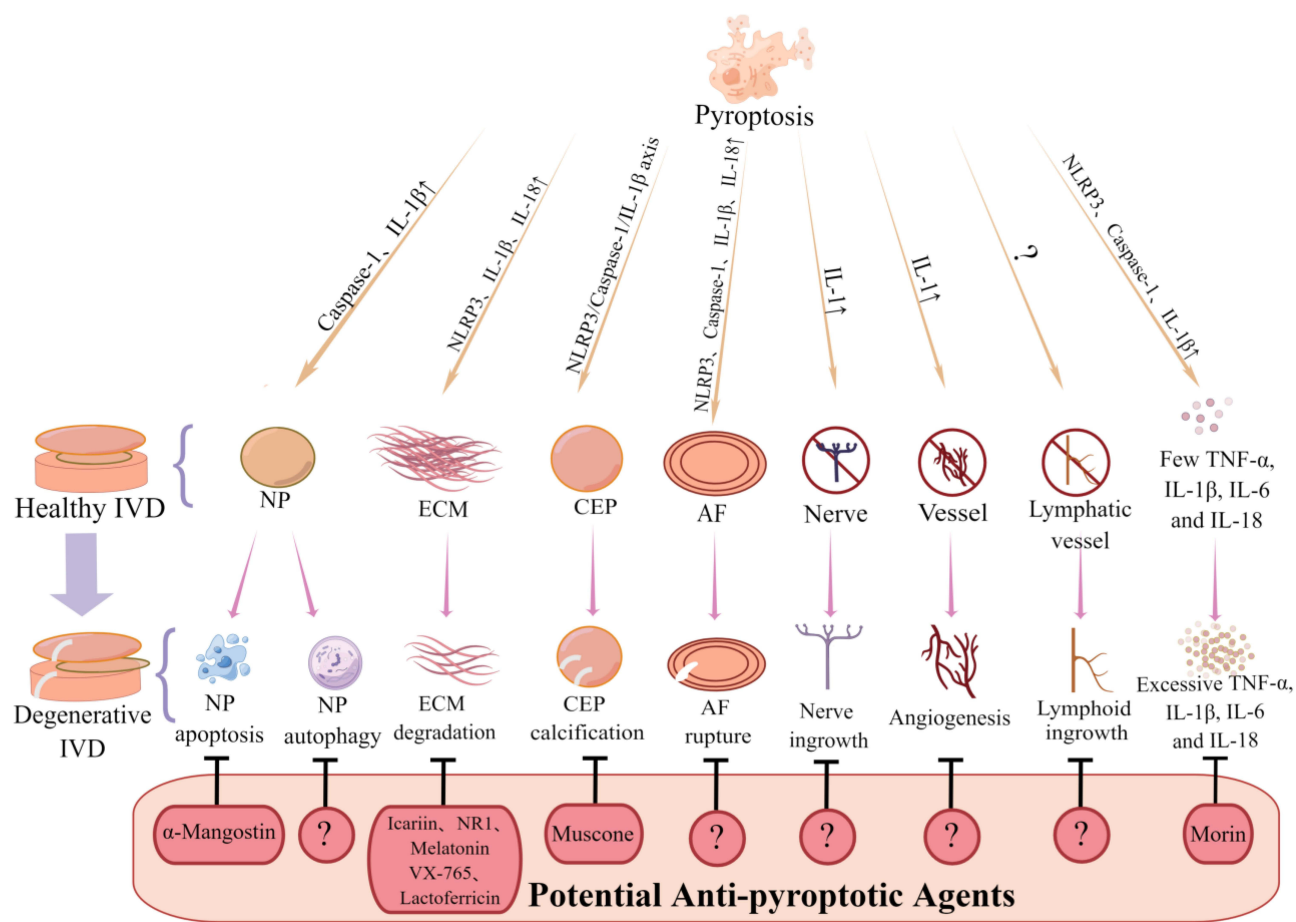 Pyroptosis
Caspase-1、IL-1β↑
NLRP3、IL-1β、IL-18↑
NLRP3/Caspase-1/IL-1β axis
NLRP3、Caspase-1、IL-1β、IL-18↑
IL-1↑
IL-1↑
?
NLRP3、Caspase-1、IL-1β↑
Healthy IVD
NP
ECM
CEP
AF
Nerve
Vessel
Lymphatic
vessel
Few TNF-α,
IL-1β, IL-6
and IL-18
Degenerative
IVD
NP
apoptosis
NP
autophagy
ECM
degradation
CEP
calcification
AF
rupture
Nerve
ingrowth
Angiogenesis
Lymphoid
ingrowth
Excessive TNF-α,
IL-1β, IL-6
and IL-18
α-Mangostin
?
Icariin、NR1、
Melatonin
VX-765、
Lactoferricin
Muscone
?
?
?
?
Morin
Potential Anti-pyroptotic Agents